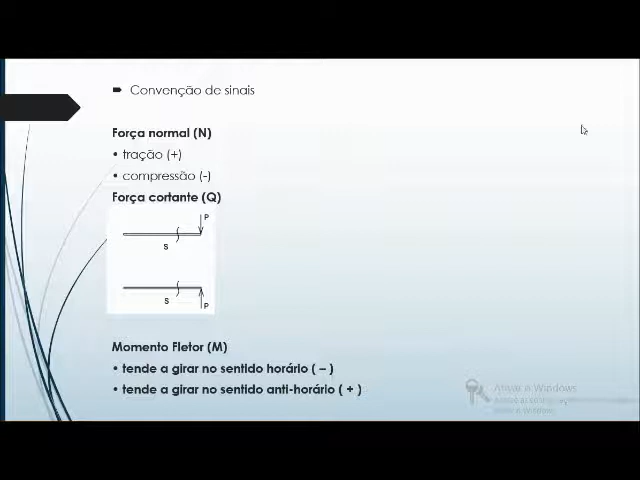 Convenção de sinais
Força normal (N)
• tração (+)
• compressão (-)
Força cortante (Q)
P
S
S
P
Momento Fletor (M)
• tende a girar no sentido horário ( – )
• tende a girar no sentido anti-horário ( + )
Ativar o Windows